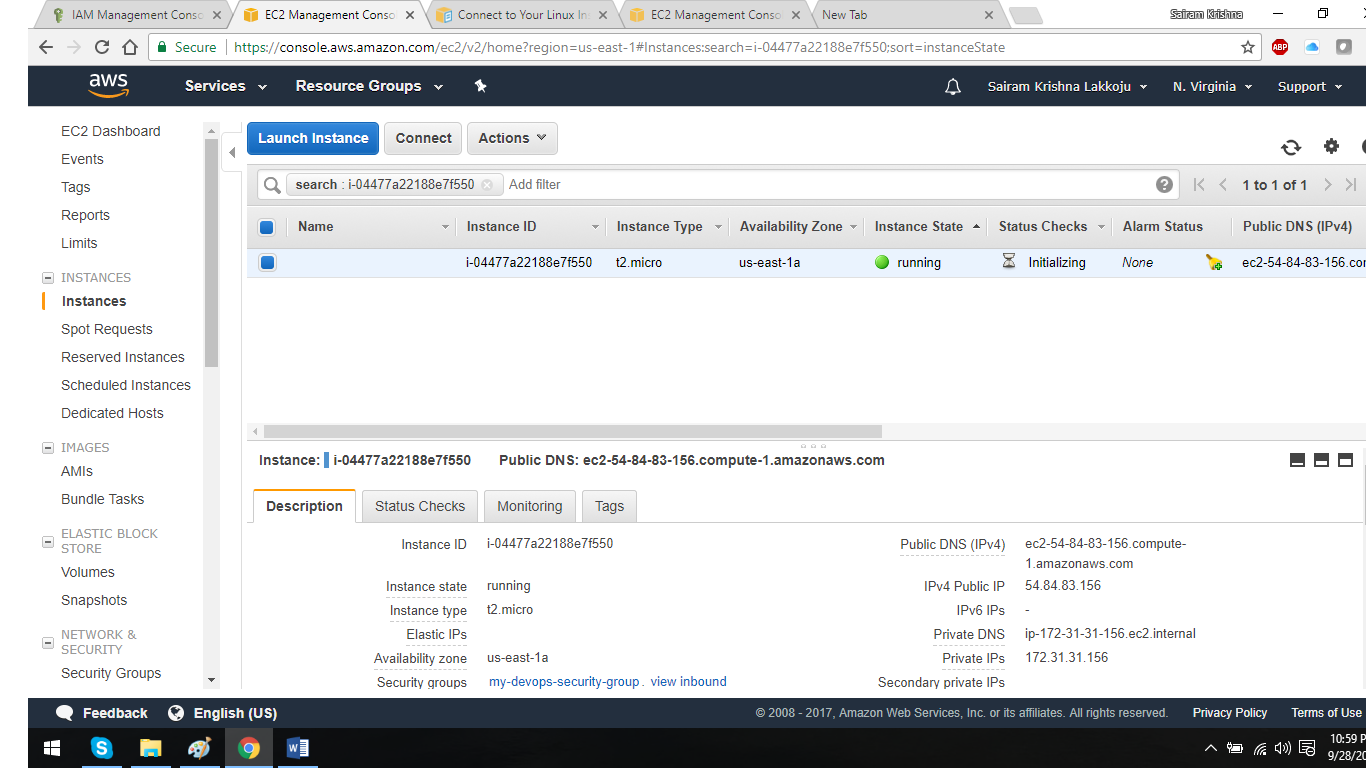 IAM Management Conso
EC2 Management Conso
Connect to Your Linux Ins
EC2 Management Conso
New Tab
Sairam Krishna
Secure
https://console.aws.amazon.com/ec2/v2/home?region=us-east-1#Instances:search=i-04477a22188e7f550;sort=instanceState
ABP
aws
Services
Resource Groups
Sairam Krishna Lakkoju
N. Virginia
Support
EC2 Dashboard
Events
Tags
Reports
Limits
INSTANCES
Instances
Spot Requests
Reserved Instances
Scheduled Instances
Dedicated Hosts
IMAGES
AMIs
Bundle Tasks
ELASTIC BLOCK
STORE
Volumes
Snapshots
NETWORK &
SECURITY
Security Groups
Launch Instance
Connect
Actions
search : i-04477a22188e7f550
Add filter
1 to 1 of 1
Name
Instance ID
Instance Type
Availability Zone
Instance State
Status Checks
Alarm Status
Public DNS (IPv4)
i-04477a22188e7f550
t2.micro
us-east-1a
running
Initializing
None
ec2-54-84-83-156.cor
Instance: i-04477a22188e7f550
Public DNS: ec2-54-84-83-156.compute-1.amazonaws.com
Description
Status Checks
Monitoring
Tags
Instance ID i-04477a22188e7f550
Instance state running
Instance type t2.micro
Elastic IPs
Availability zone us-east-1a
Security groups my-devops-security-group. view inbound
Public DNS (IPv4) ec2-54-84-83-156.compute-
1.amazonaws.com
IPv4 Public IP 54.84.83.156
IPv6 IPs -
Private DNS ip-172-31-31-156.ec2.internal
Private IPs 172.31.31.156
Secondary private IPs
Feedback
English (US)
© 2008 - 2017, Amazon Web Services, Inc. or its affiliates. All rights reserved.
Privacy Policy
Terms of Use
10:59 P
9/28/20